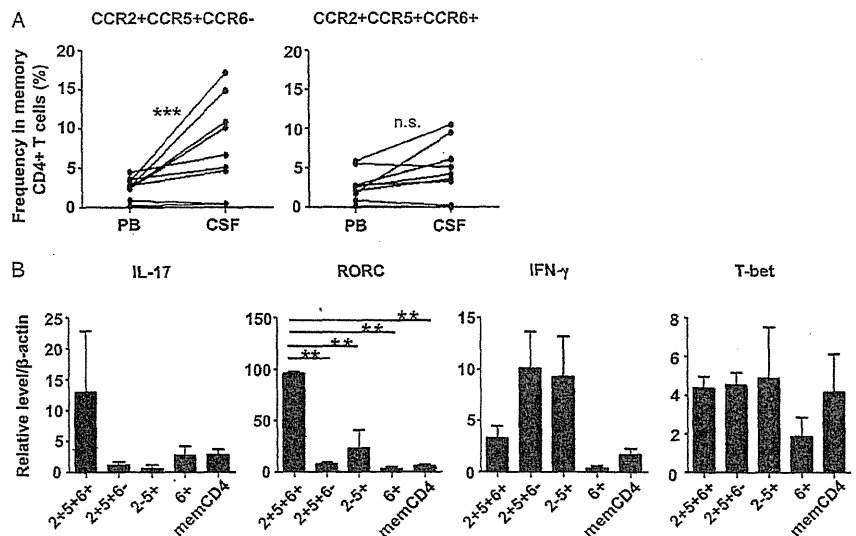 A
CCR2+CCR5+CCR6-
CCR2+CCR5+CCR6+
Frequency in memory
CD4+ T cells (%)
20
15
10
5
0
***
PB
CSF
20
15
10
5
0
n.s.
PB
CSF
B
IL-17
RORC
IFN-γ
T-bet
Relative level/β-actin
25
20
15
10
5
0
2+5+6+
2+5+6-
2-5+
6+
memCD4
150
100
50
0
**
**
**
**
2+5+6+
2+5+6-
2-5+
6+
memCD4
15
10
5
0
2+5+6+
2+5+6-
2-5+
6+
memCD4
8
6
4
2
0
2+5+6+
2+5+6-
2-5+
6+
memCD4